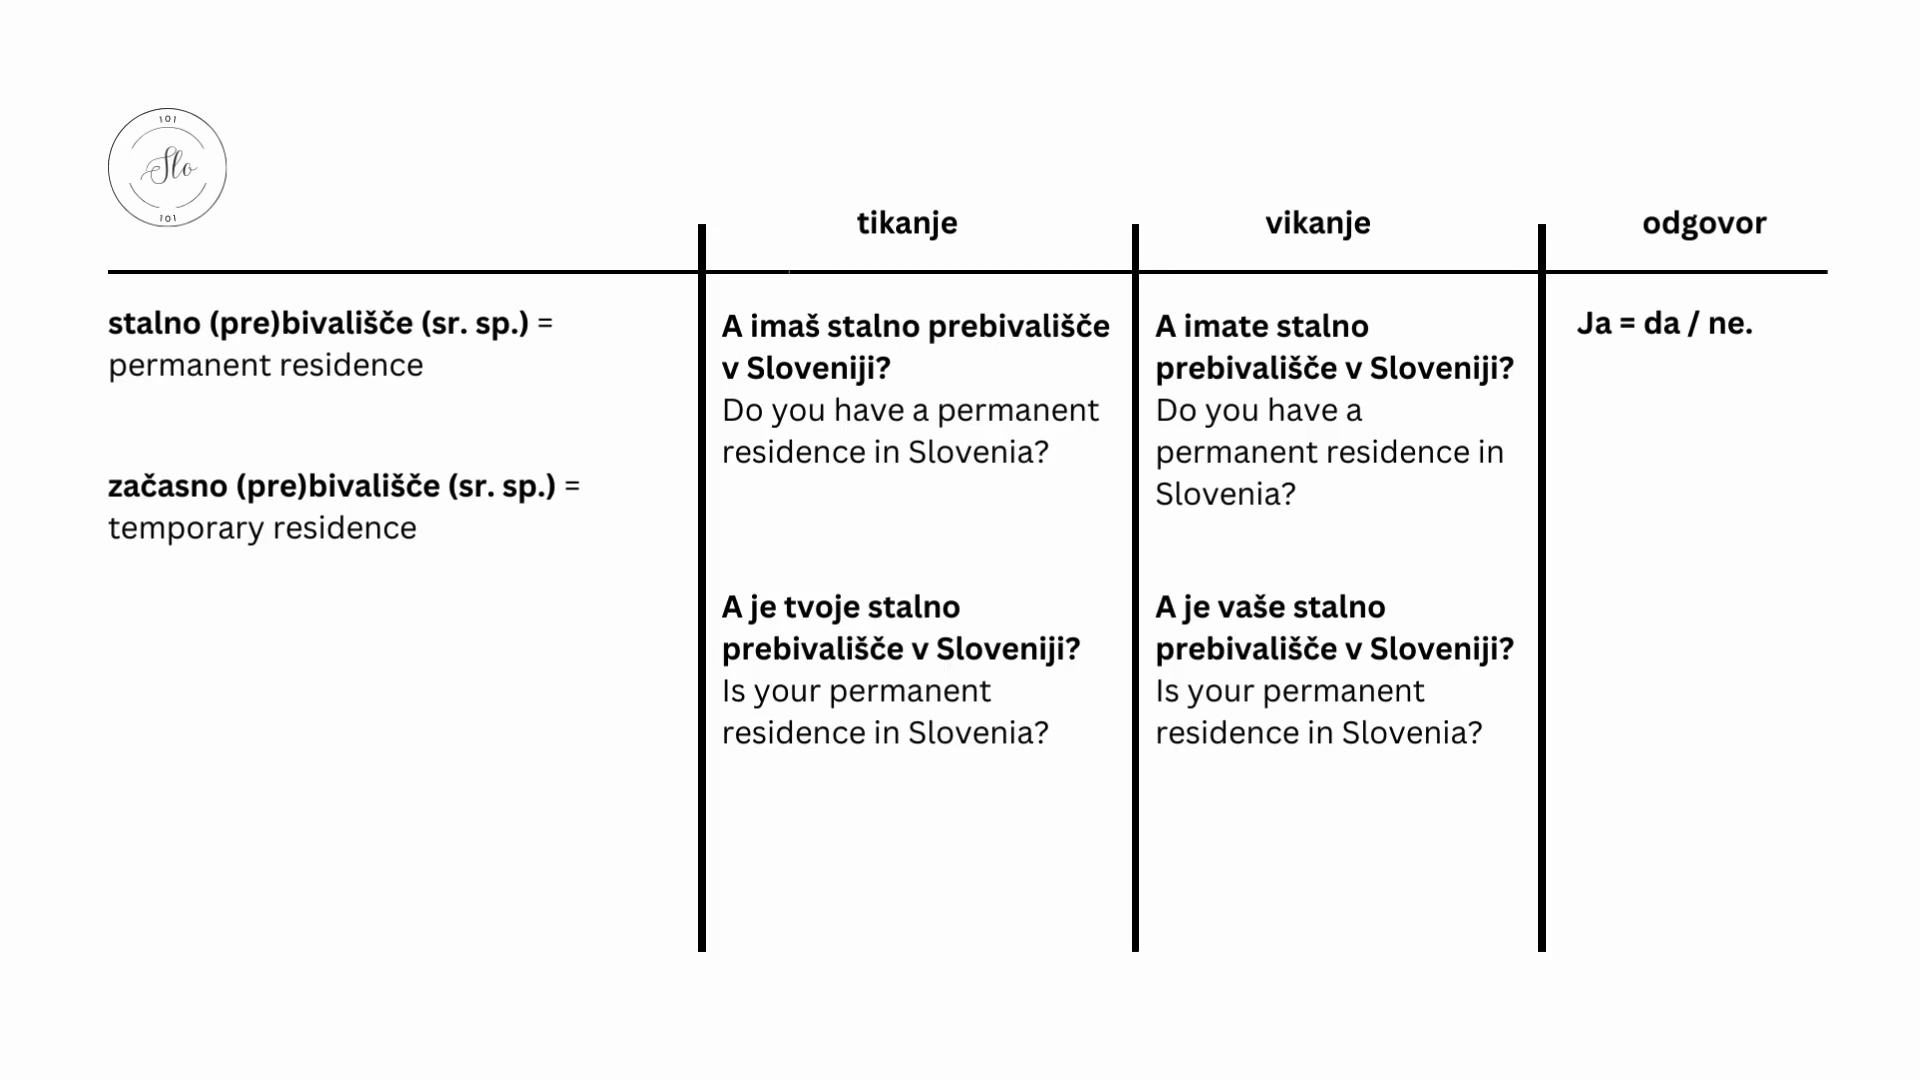 101
Slo
101
tikanje
vikanje
odgovor
stalno (pre)bivališče (sr. sp.) =
permanent residence
začasno (pre)bivališče (sr. sp.) =
temporary residence
A imaš stalno prebivališče
v Sloveniji?
Do you have a permanent
residence in Slovenia?
A je tvoje stalno
prebivališče v Sloveniji?
Is your permanent
residence in Slovenia?
A imate stalno
prebivališče v Sloveniji?
Do you have a
permanent residence in
Slovenia?
A je vaše stalno
prebivališče v Sloveniji?
Is your permanent
residence in Slovenia?
Ja = da / ne.